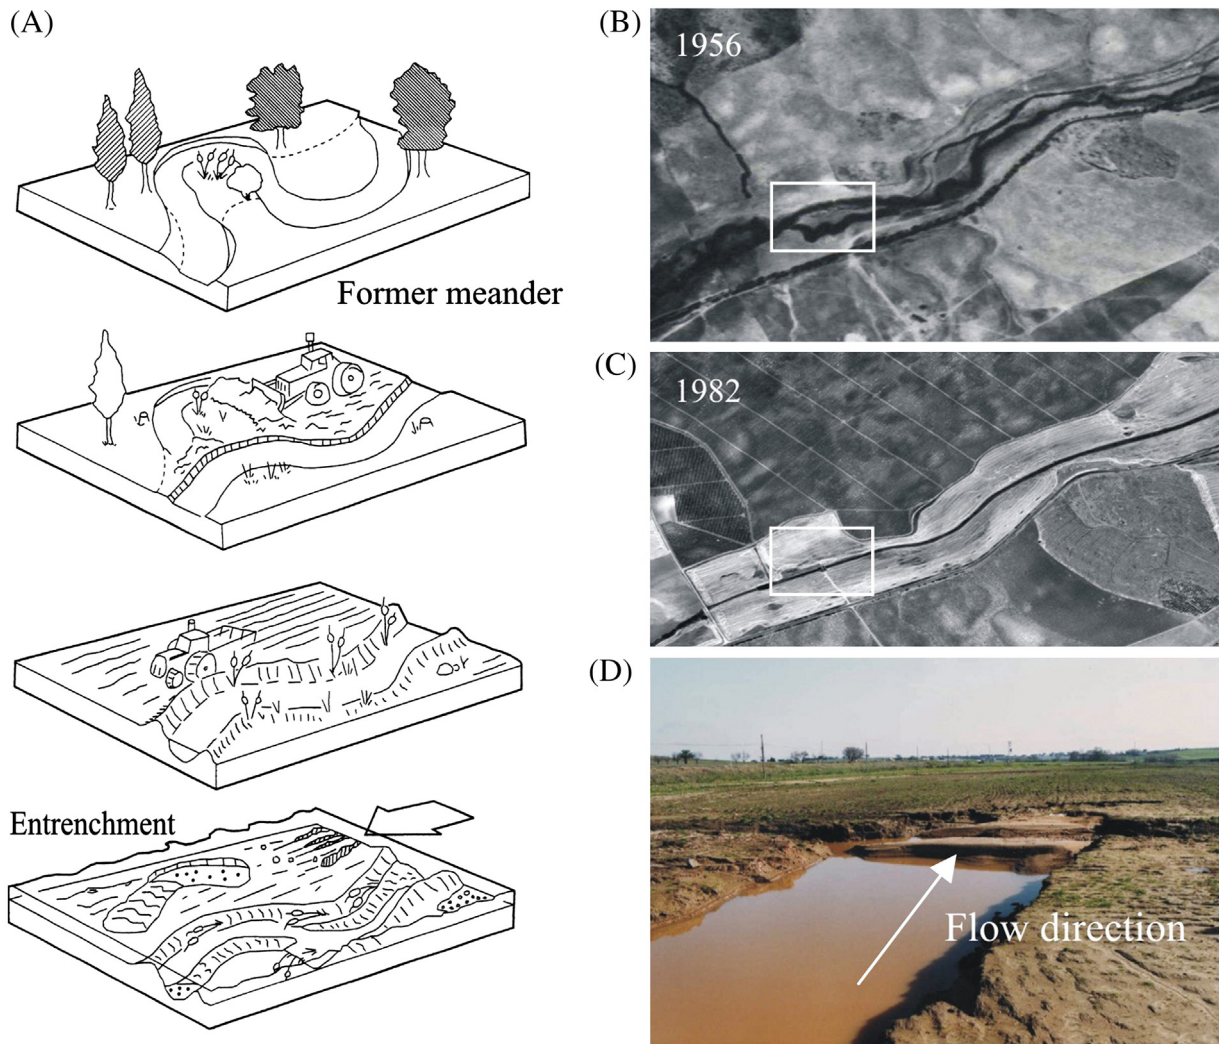 (A)
Former meander
Entrenchment
(B)
1956
(C)
1982
(D)
Flow direction